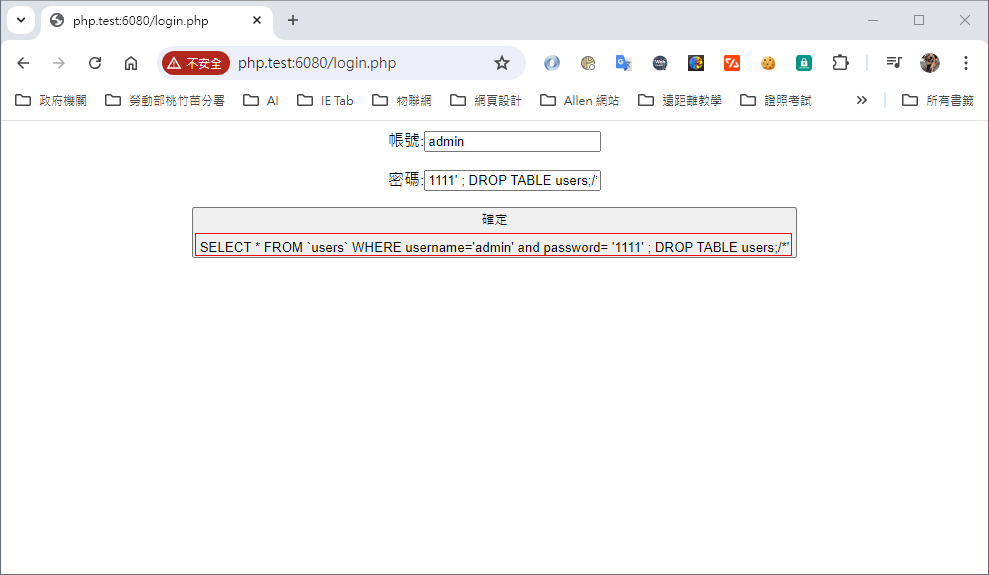 php.test:6080/login.php
不安全 php.test:6080/login.php
政府機關 勞動部桃竹苗分署 AI IE Tab 物聯網 網頁設計 Allen 網站 遠距離教學 證照考試 所有書籤
帳號: admin
密碼: 1111' ; DROP TABLE users;/*
確定
SELECT * FROM `users` WHERE username='admin' and password= '1111' ; DROP TABLE users;/*'